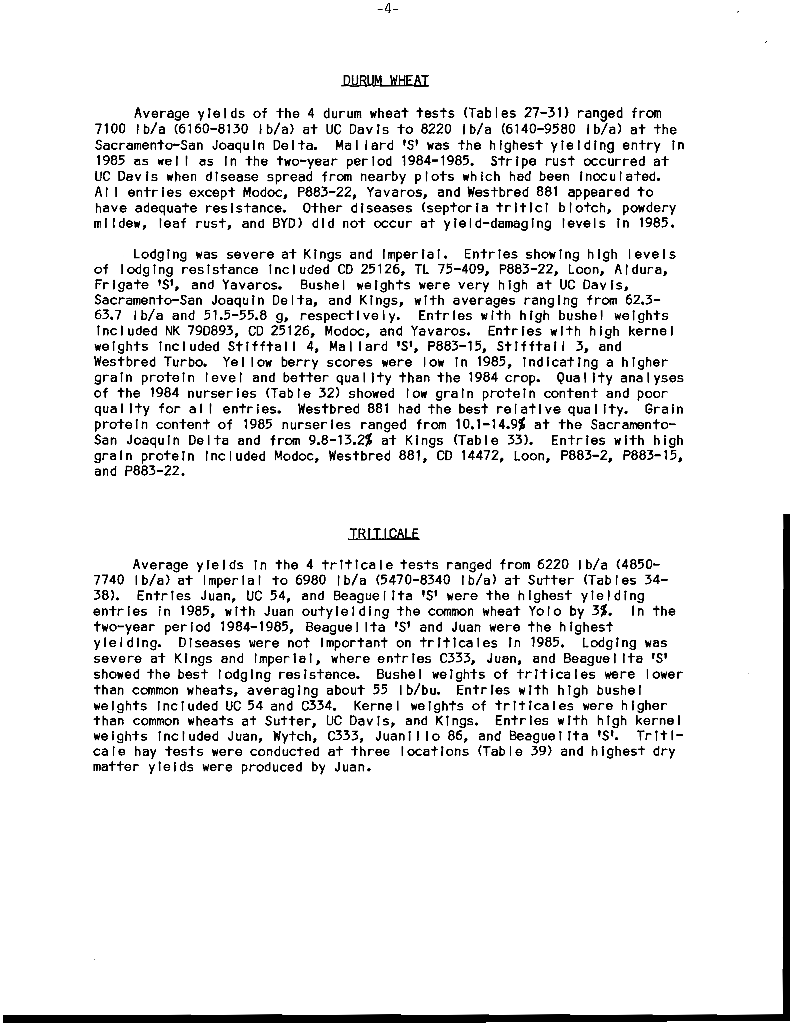 -4-
DURUM WHEAT
Average yields of the 4 durum wheat tests (Tables 27-31) ranged from
7100 lb/a (6160-8130 lb/a) at UC Davis to 8220 lb/a (6140-9580 lb/a) at the
Sacramento-San Joaquin Delta. Mallard 'S' was the highest yielding entry in
1985 as well as in the two-year period 1984-1985. Stripe rust occurred at
UC Davis when disease spread from nearby plots which had been inoculated.
All entries except Modoc, P883-22, Yavaros, and Westbred 881 appeared to
have adequate resistance. Other diseases (septoria tritici blotch, powdery
mildew, leaf rust, and BYD) did not occur at yield-damaging levels in 1985.
Lodging was severe at Kings and Imperial. Entries showing high levels
of lodging resistance included CD 25126, TL 75-409, P883-22, Loon, Aldura,
Frigate 'S', and Yavaros. Bushel weights were very high at UC Davis,
Sacramento-San Joaquin Delta, and Kings, with averages ranging from 62.3-
63.7 lb/a and 51.5-55.8 g, respectively. Entries with high bushel weights
included NK 79D893, CD 25126, Modoc, and Yavaros. Entries with high kernel
weights included Stifftail 4, Mallard 'S', P883-15, Stifftail 3, and
Westbred Turbo. Yellow berry scores were low in 1985, indicating a higher
grain protein level and better quality than the 1984 crop. Quality analyses
of the 1984 nurseries (Table 32) showed low grain protein content and poor
quality for all entries. Westbred 881 had the best relative quality. Grain
protein content of 1985 nurseries ranged from 10.1-14.9% at the Sacramento-
San Joaquin Delta and from 9.8-13.2% at Kings (Table 33). Entries with high
grain protein included Modoc, Westbred 881, CD 14472, Loon, P883-2, P883-15,
and P883-22.
TRITICALE
Average yields in the 4 triticale tests ranged from 6220 lb/a (4850-
7740 lb/a) at Imperial to 6980 lb/a (5470-8340 lb/a) at Sutter (Tables 34-
38). Entries Juan, UC 54, and Beaguelita 'S' were the highest yielding
entries in 1985, with Juan outyielding the common wheat Yolo by 3%. In the
two-year period 1984-1985, Beaguelita 'S' and Juan were the highest
yielding. Diseases were not important on triticales in 1985. Lodging was
severe at Kings and Imperial, where entries C333, Juan, and Beaguelita 'S'
showed the best lodging resistance. Bushel weights of triticales were lower
than common wheats, averaging about 55 lb/bu. Entries with high bushel
weights included UC 54 and C334. Kernel weights of triticales were higher
than common wheats at Sutter, UC Davis, and Kings. Entries with high kernel
weights included Juan, Wytch, C333, Juanillo 86, and Beaguelita 'S'. Triti-
cale hay tests were conducted at three locations (Table 39) and highest dry
matter yields were produced by Juan.